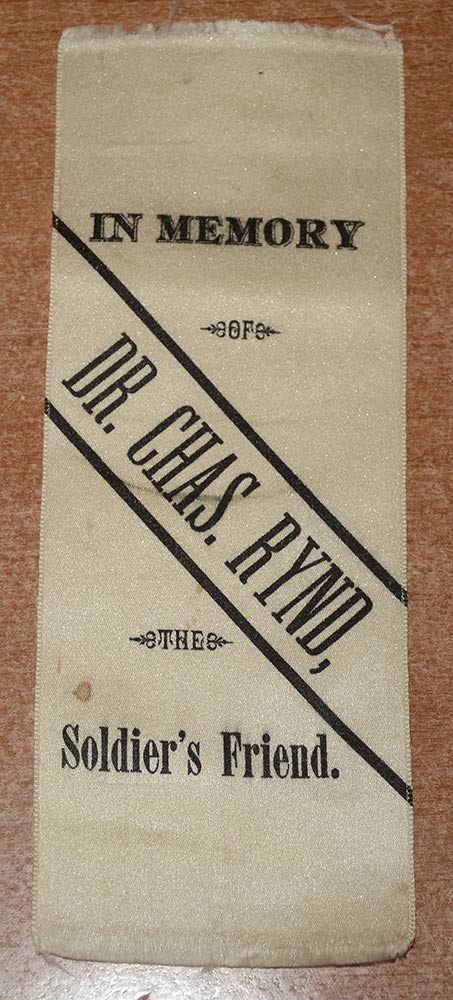 IN MEMORY
OF
DR. CHAS. RYND,
THE
Soldier's Friend.